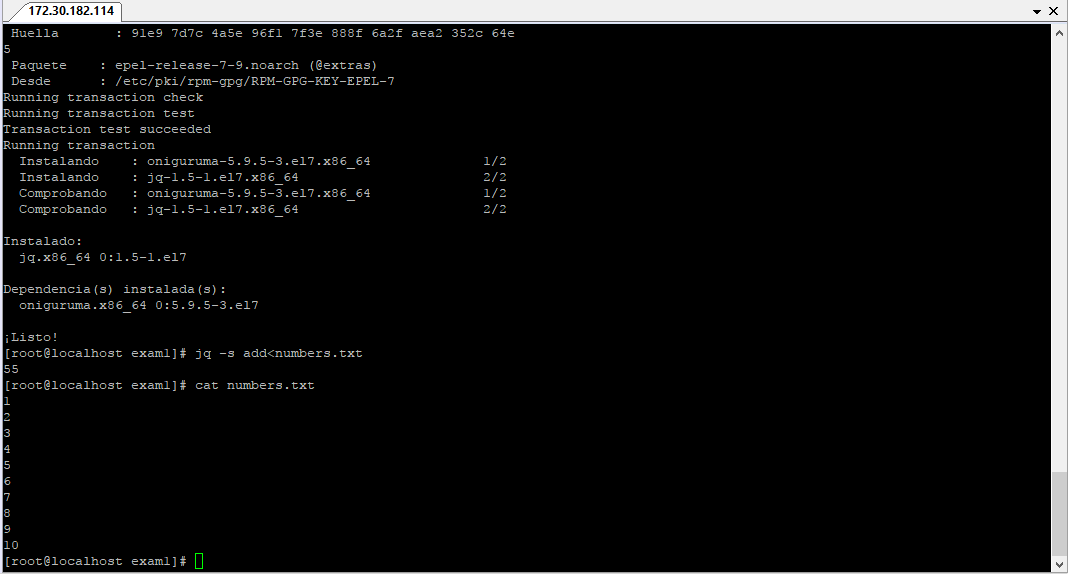 172.30.182.114
Huella       : 91e9 7d7c 4a5e 96f1 7f3e 888f 6a2f aea2 352c 64e
5
 Paquete    : epel-release-7-9.noarch (@extras)
 Desde      : /etc/pki/rpm-gpg/RPM-GPG-KEY-EPEL-7
Running transaction check
Running transaction test
Transaction test succeeded
Running transaction
  Instalando    : oniguruma-5.9.5-3.el7.x86_64              1/2
  Instalando    : jq-1.5-1.el7.x86_64                       2/2
  Comprobando   : oniguruma-5.9.5-3.el7.x86_64              1/2
  Comprobando   : jq-1.5-1.el7.x86_64                       2/2
Instalado:
  jq.x86_64 0:1.5-1.el7
Dependencia(s) instalada(s):
  oniguruma.x86_64 0:5.9.5-3.el7
¡Listo!
[root@localhost exam1]# jq -s add<numbers.txt
55
[root@localhost exam1]# cat numbers.txt
1
2
3
4
5
6
7
8
9
10
[root@localhost exam1]#